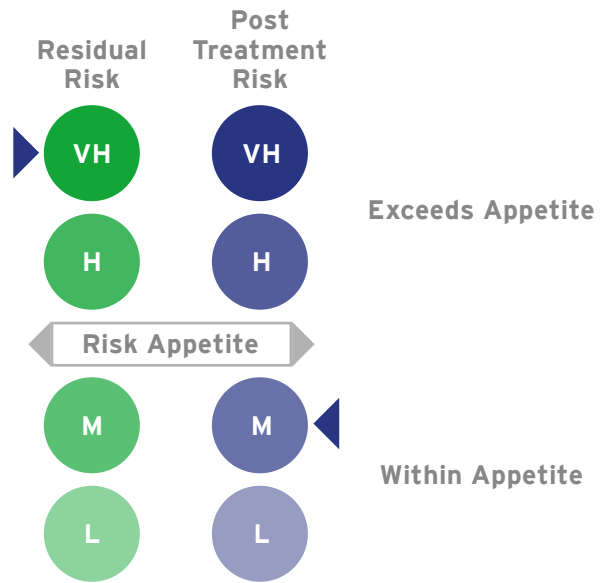 Residual
Risk
Post
Treatment
Risk
VH
VH
Exceeds Appetite
H
H
Risk Appetite
M
M
Within Appetite
L
L